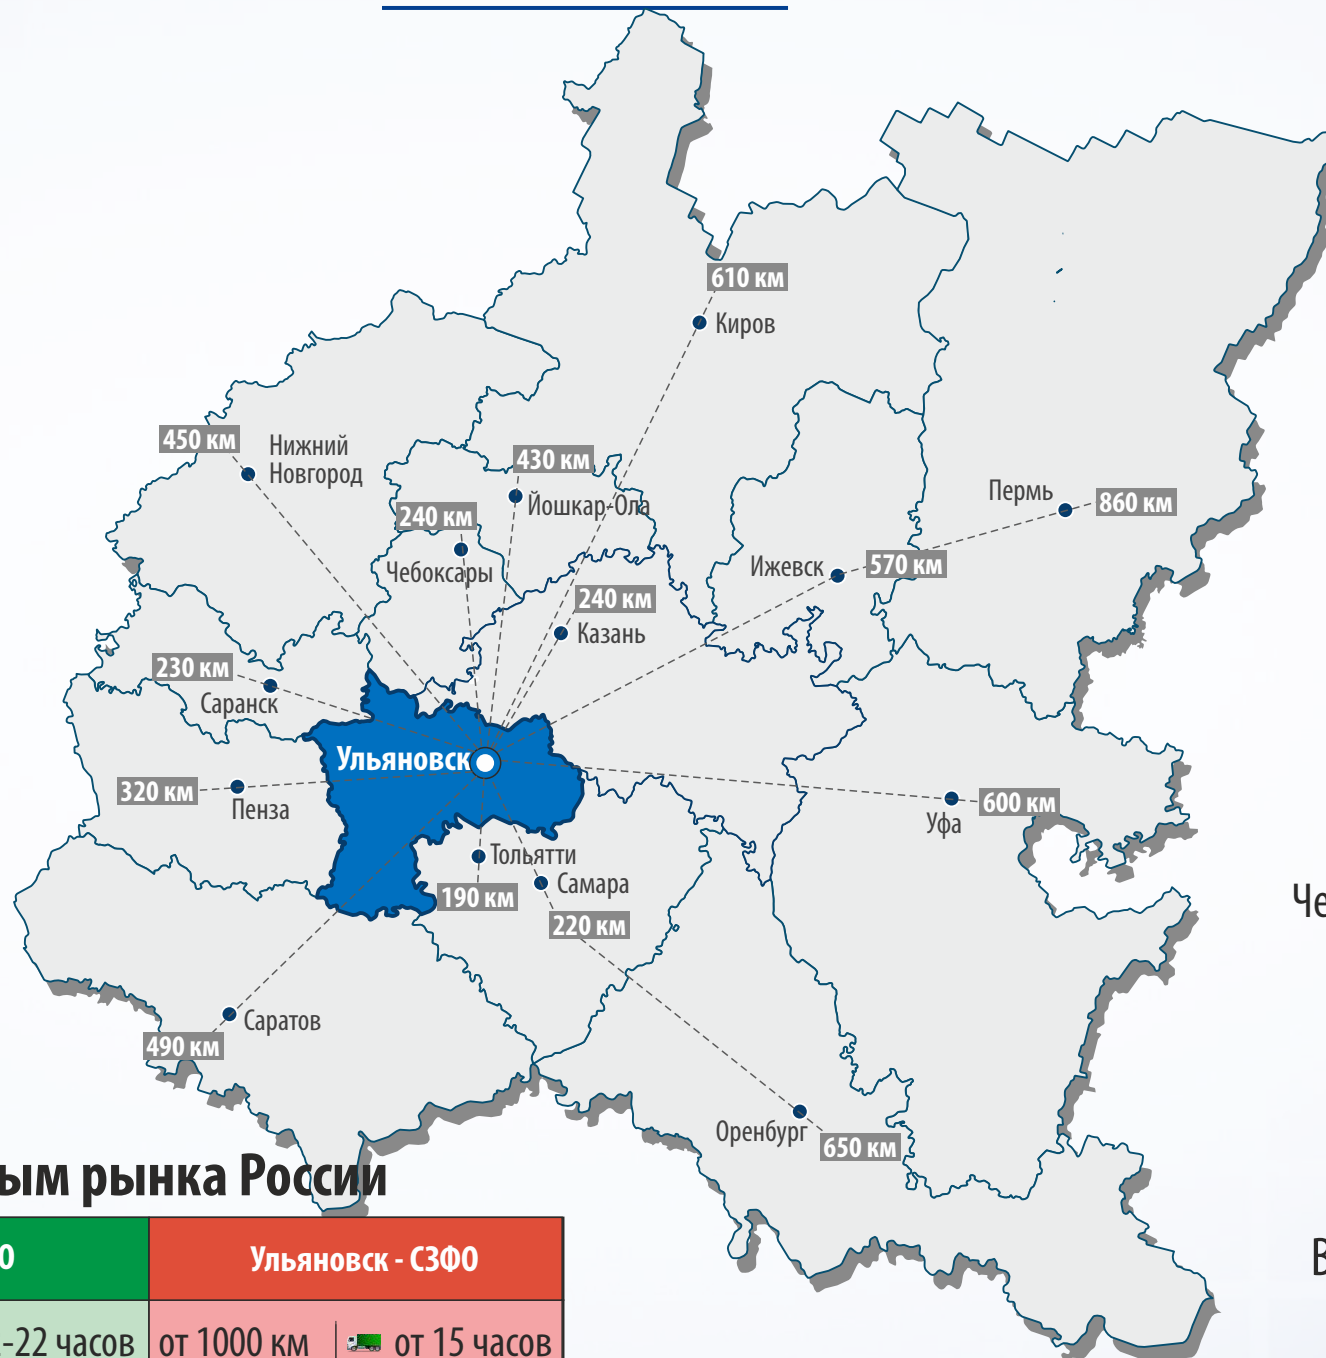 610 км
Киров
450 км
Нижний
Новгород
430 км
Йошкар-Ола
240 км
Чебоксары
Пермь
860 км
Ижевск
570 км
240 км
Казань
230 км
Саранск
Ульяновск
320 км
Пенза
600 км
Уфа
Тольятти
190 км
Самара
220 км
Саратов
490 км
Оренбург
650 км
рынка России
Ульяновск - СЗФО
-22 часов
от 1000 км
от 15 часов